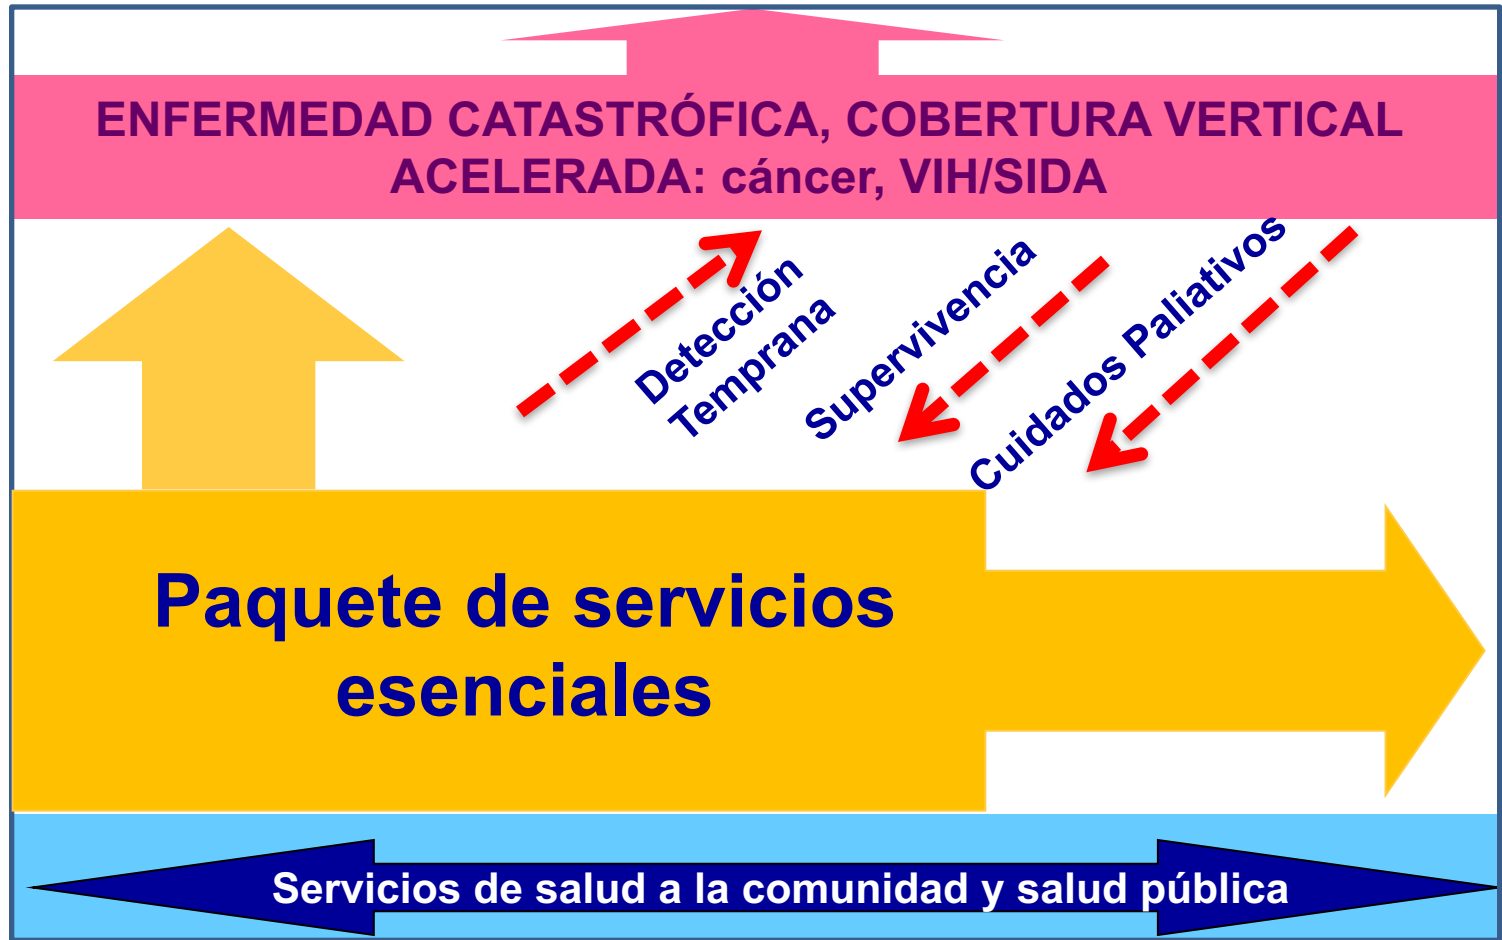 ENFERMEDAD CATASTRÓFICA, COBERTURA VERTICAL
ACELERADA: cáncer, VIH/SIDA
Detección
Temprana
Supervivencia
Cuidados Paliativos
Paquete de servicios
esenciales
Servicios de salud a la comunidad y salud pública